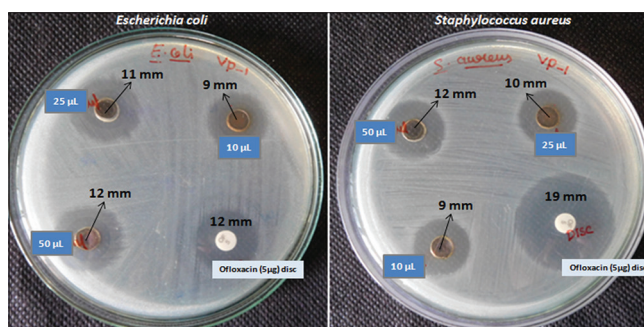 Escherichia coli
E. coli
VP-1
11 mm
9 mm
25 µL
10 µL
12 mm
12 mm
50 µL
Ofloxacin (5µg) disc
Staphylococcus aureus
S. aureus
VP-1
12 mm
10 mm
50 µL
25 µL
9 mm
19 mm
DISC
10 µL
Ofloxacin (5µg) disc